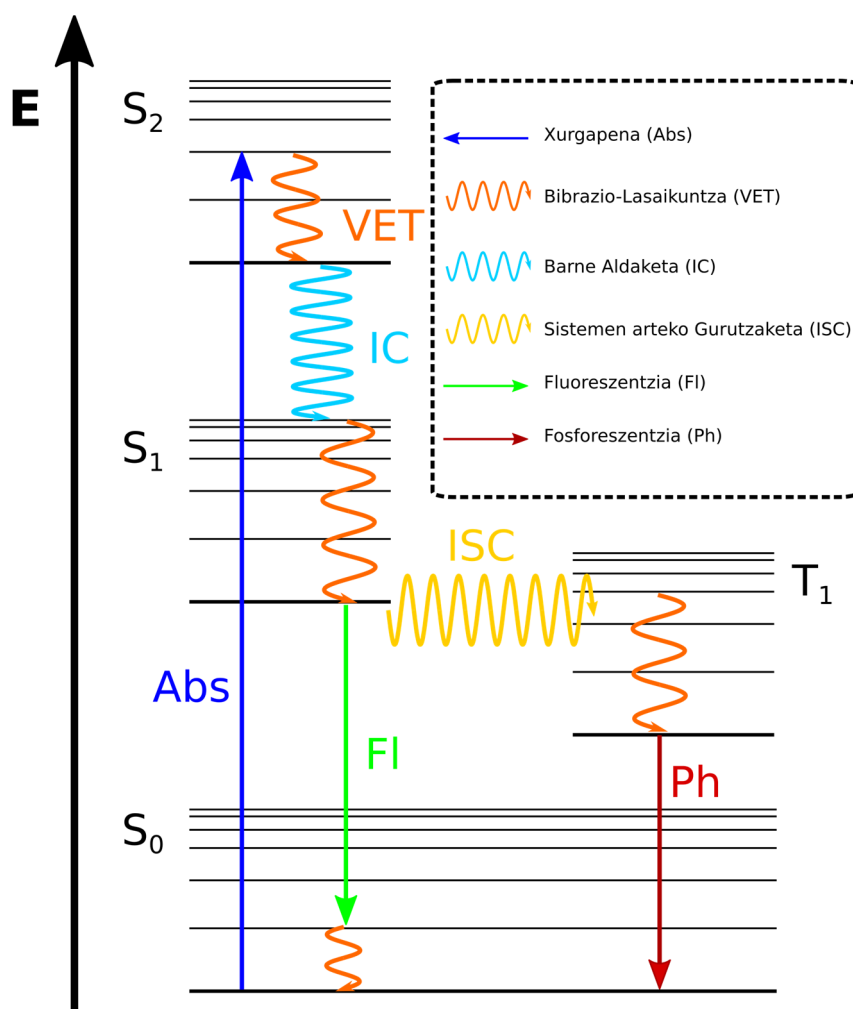 E
S2
VET
IC
S1
ISC
T1
Abs
Fl
Ph
S0
Xurgapena (Abs)
Bibrazio-Lasaikuntza (VET)
Barne Aldaketa (IC)
Sistemen arteko Gurutzaketa (ISC)
Fluoreszentzia (Fl)
Fosforeszentzia (Ph)